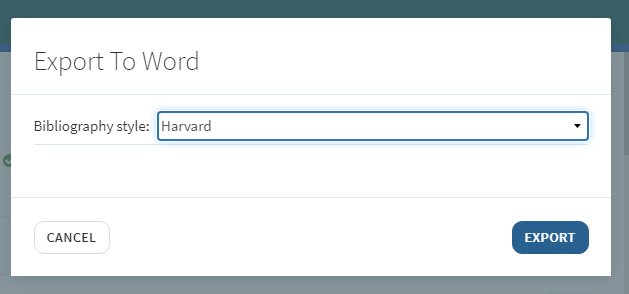 Export To Word
Bibliography style: Harvard
CANCEL EXPORT